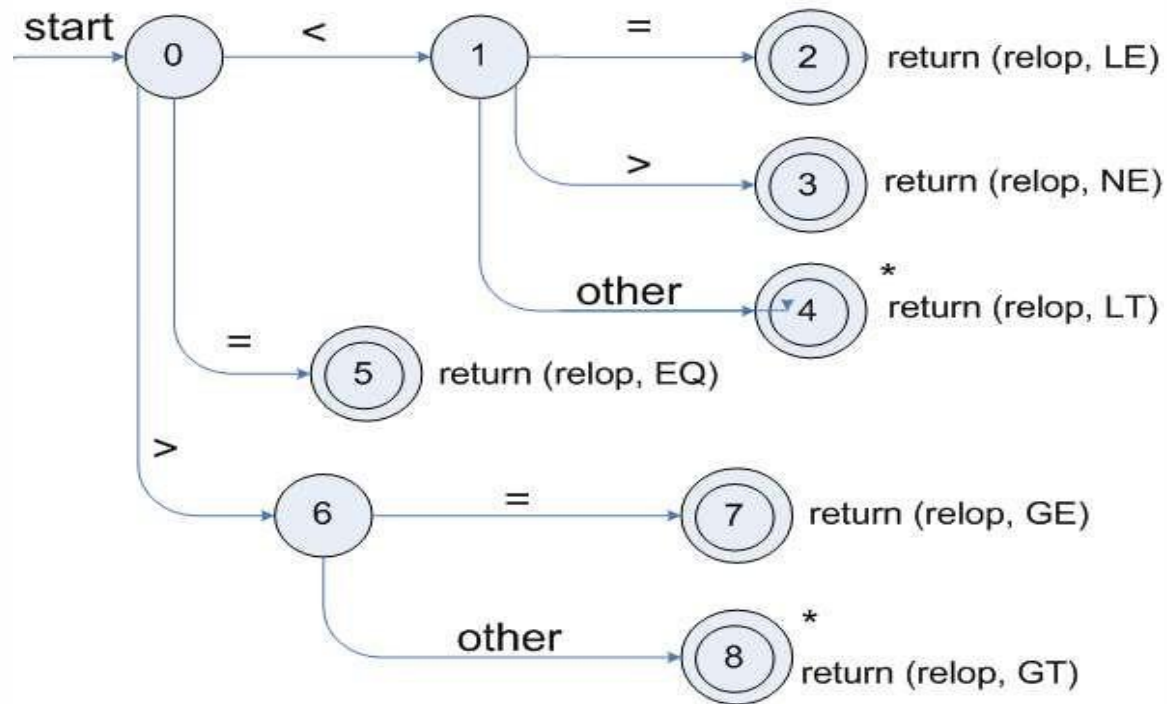 start
0
<
1
=
2
return (relop, LE)
>
3
return (relop, NE)
other
4
*
return (relop, LT)
=
5
return (relop, EQ)
>
6
=
7
return (relop, GE)
other
8
*
return (relop, GT)